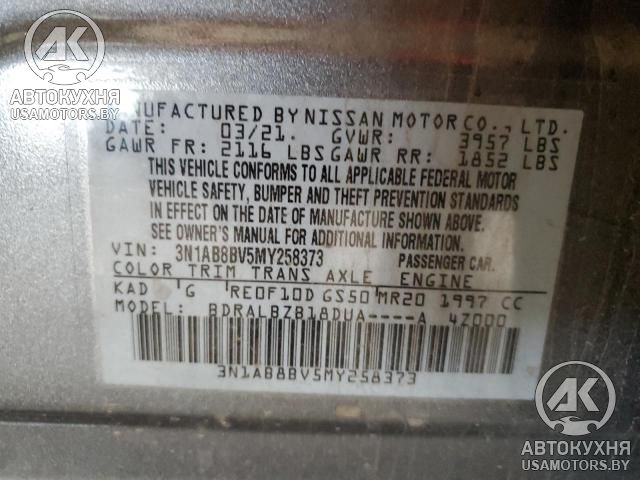 AK
АВТОКУХНЯ
USAMOTORS.BY
MANUFACTURED BY NISSAN MOTOR CO., LTD.
DATE: 03/21. GVWR: 3957 LBS
GAWR FR: 2116 LBS GAWR RR: 1852 LBS
THIS VEHICLE CONFORMS TO ALL APPLICABLE FEDERAL MOTOR
VEHICLE SAFETY, BUMPER AND THEFT PREVENTION STANDARDS
IN EFFECT ON THE DATE OF MANUFACTURE SHOWN ABOVE.
SEE OWNER'S MANUAL FOR ADDITIONAL INFORMATION.
VIN: 3N1AB8BV5MY258373 PASSENGER CAR.
COLOR TRIM TRANS AXLE ENGINE
KAD G RE0F10D GS50 MR20 1997 CC
MODEL: BDRALBZB18DUA----A 4Z000
3N1AB8BV5MY258373
AK
АВТОКУХНЯ
USAMOTORS.BY